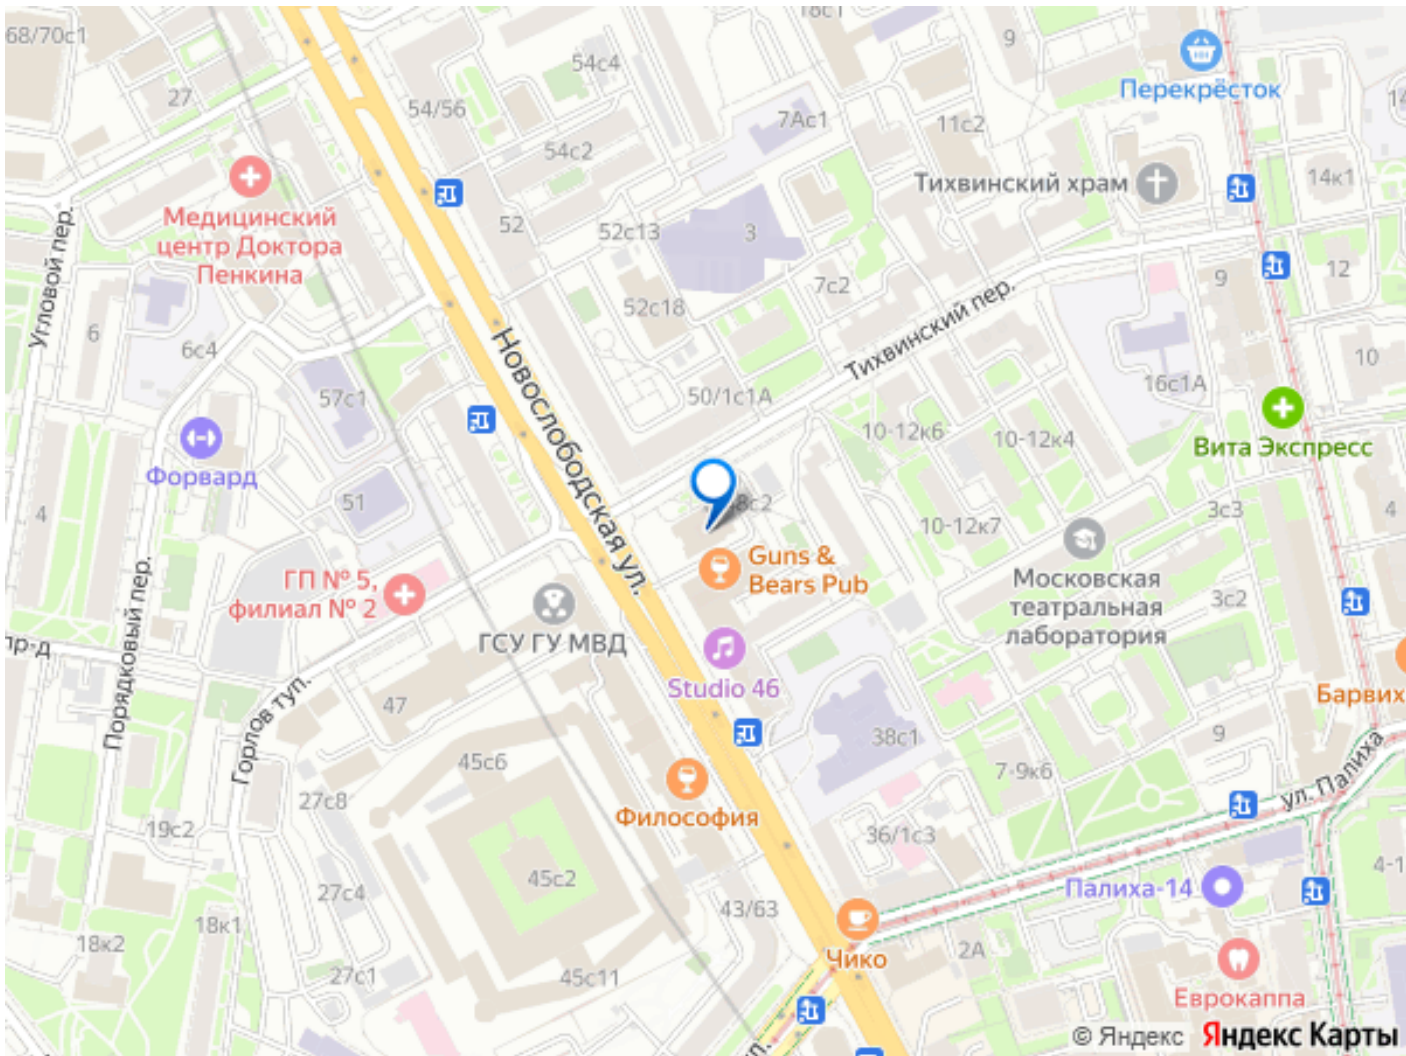 68/70с1
18с1
9
Перекрёсток
27
54с4
54/56
7Ас1
11с2
54с2
Тихвинский храм
14к1
Медицинский
центр Доктора
Пенкина
52
52с13
3
Угловой пер.
7с2
9
12
52с18
Тихвинский пер.
6
6с4
Новослободская ул.
10
57с1
50/1с1А
16с1А
10-12к6
10-12к4
Вита Экспресс
Форвард
51
4
10-12к7
3с3
4
Guns &
Bears Pub
ГП № 5,
филиал № 2
Московская
театральная
лаборатория
3с2
ГСУ ГУ МВД
пр-д
Порядковый пер.
Studio 46
Барвих
Горлов туп.
47
38с1
9
45с6
7-9к6
ул. Палиха
27с8
Философия
19с2
36/1с3
45с2
27с4
Палиха-14
4-1
43/63
18к1
18к2
Чико
2А
27с1
45с11
Еврокаппа
© Яндекс Яндекс Карты